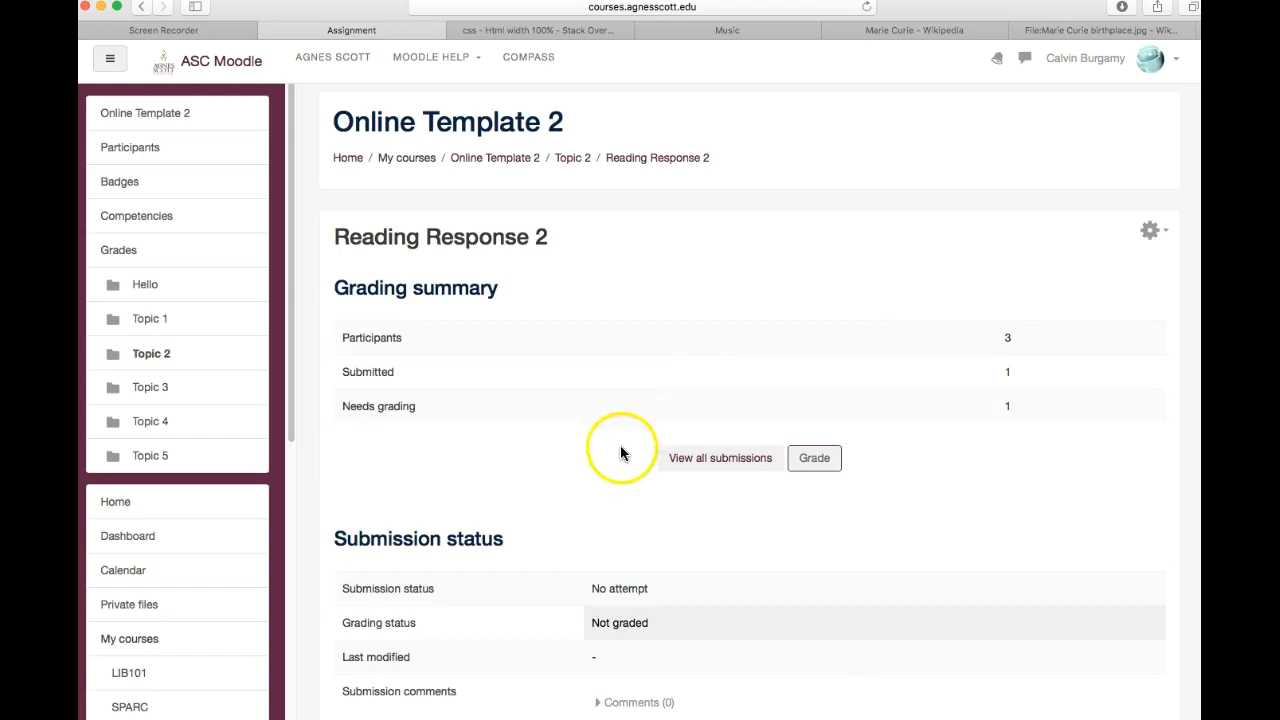 courses.agnesscott.edu
Screen Recorder
Assignment
css - Html width 100% - Stack Over...
Music
Marie Curie - Wikipedia
File:Marie Curie birthplace.jpg - Wik...
AGNES SCOTT
ASC Moodle
AGNES SCOTT
MOODLE HELP
COMPASS
Calvin Burgamy
Online Template 2
Participants
Badges
Competencies
Grades
Hello
Topic 1
Topic 2
Topic 3
Topic 4
Topic 5
Home
Dashboard
Calendar
Private files
My courses
LIB101
SPARC
Online Template 2
Home / My courses / Online Template 2 / Topic 2 / Reading Response 2
Reading Response 2
Grading summary
Participants 3
Submitted 1
Needs grading 1
View all submissions
Grade
Submission status
Submission status No attempt
Grading status Not graded
Last modified -
Submission comments
Comments (0)